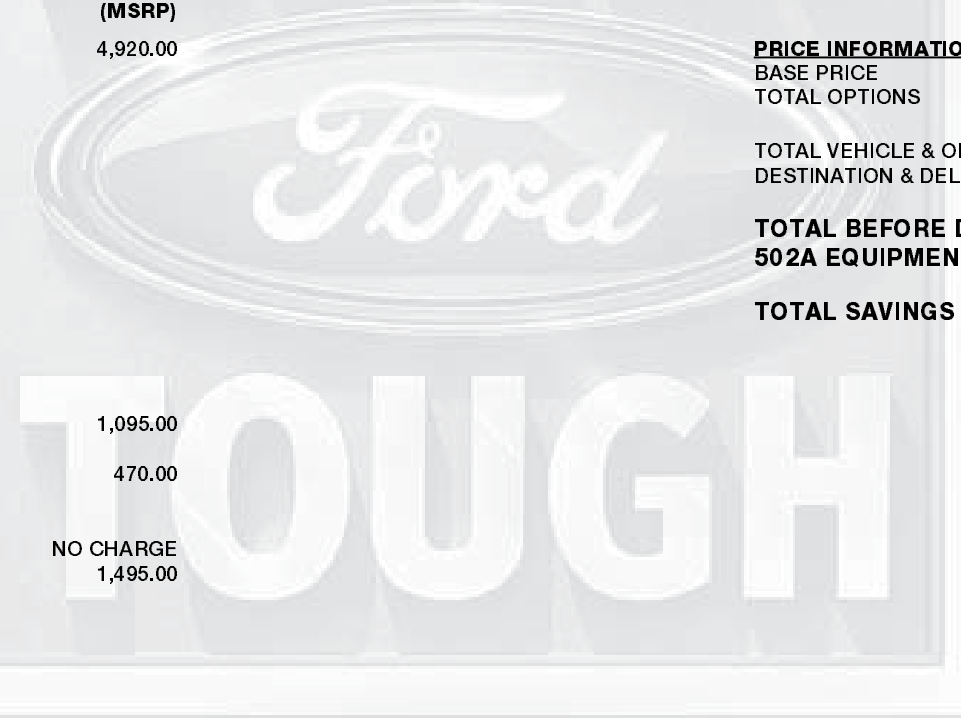 (MSRP)
4,920.00
PRICE INFORMATIO
BASE PRICE
TOTAL OPTIONS
TOTAL VEHICLE & O
DESTINATION & DEL
TOTAL BEFORE D
502A EQUIPMEN
TOTAL SAVINGS
Ford
TOUGH
1,095.00
470.00
NO CHARGE
1,495.00